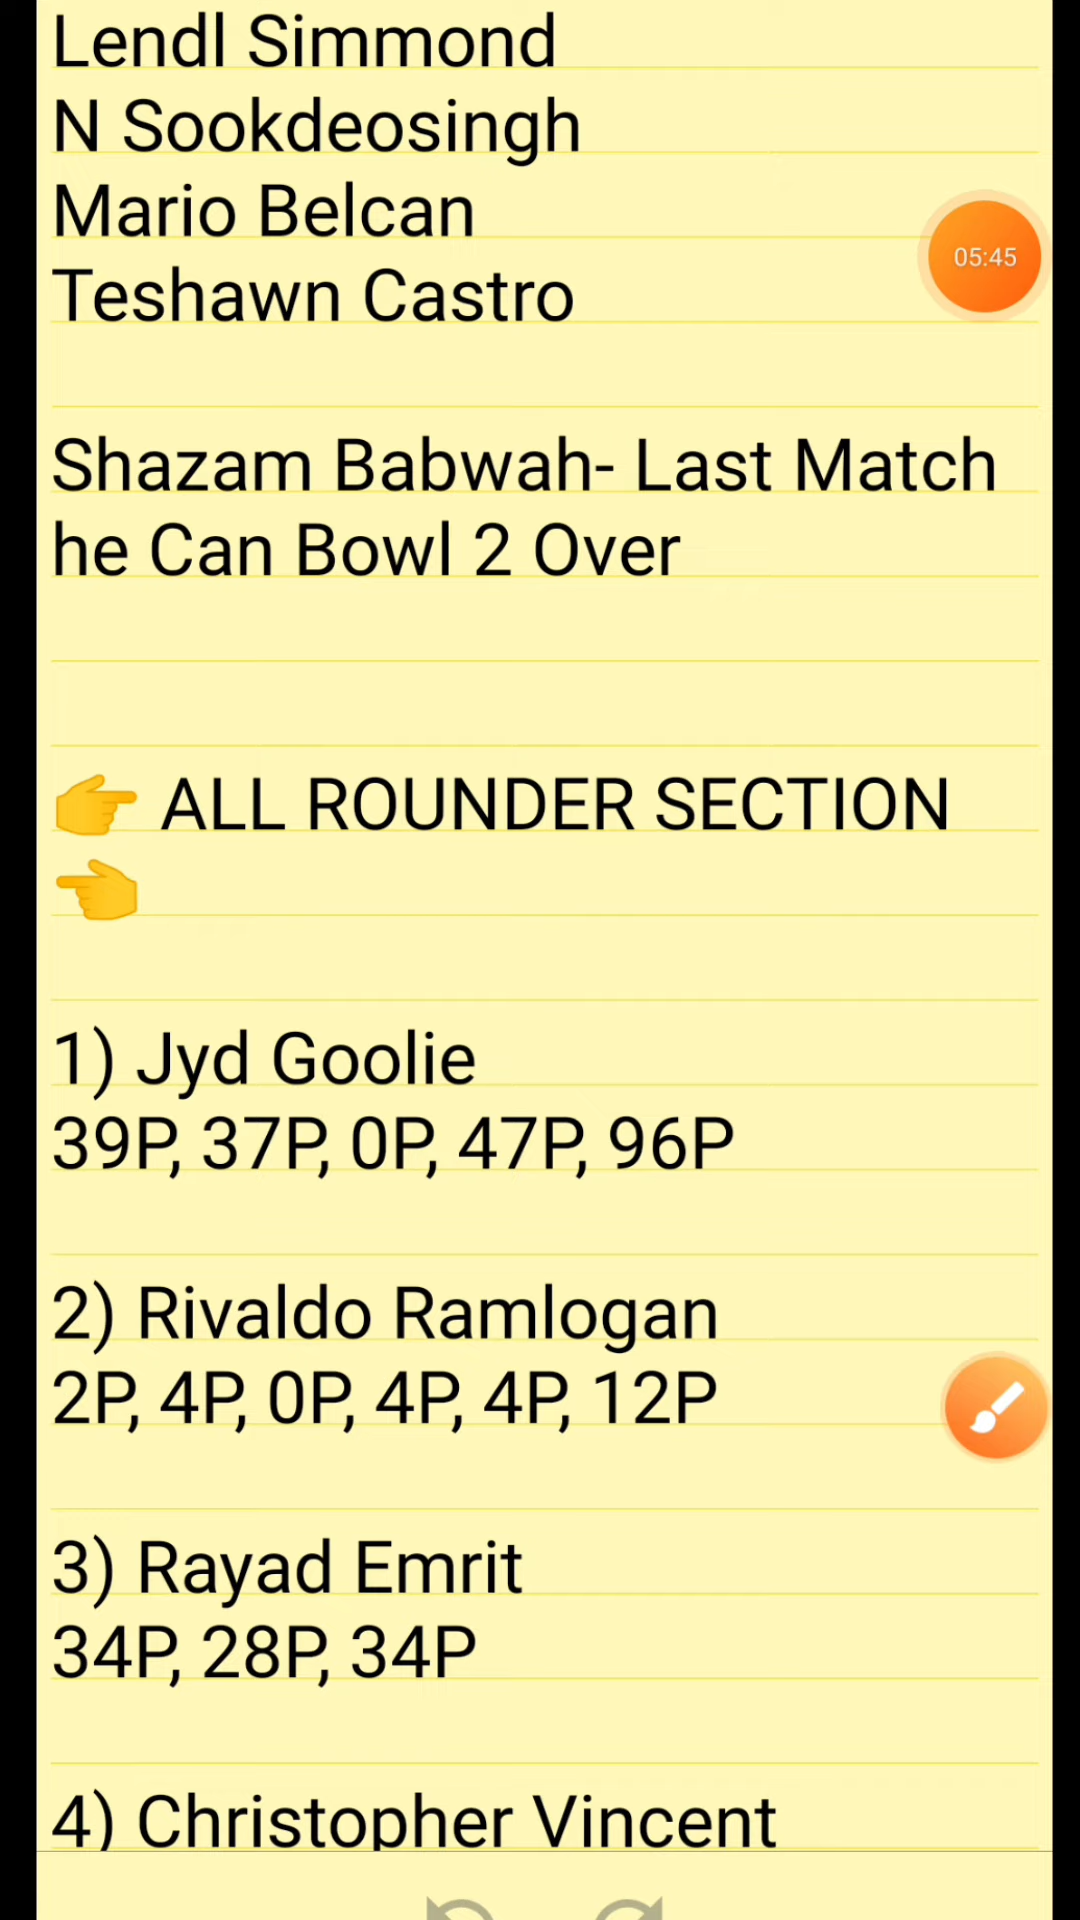 Lendl Simmond
N Sookdeosingh
Mario Belcan
Teshawn Castro
05:45
Shazam Babwah- Last Match
he Can Bowl 2 Over
👉 ALL ROUNDER SECTION
👈
1) Jyd Goolie
39P, 37P, 0P, 47P, 96P
2) Rivaldo Ramlogan
2P, 4P, 0P, 4P, 4P, 12P
3) Rayad Emrit
34P, 28P, 34P
4) Christopher Vincent